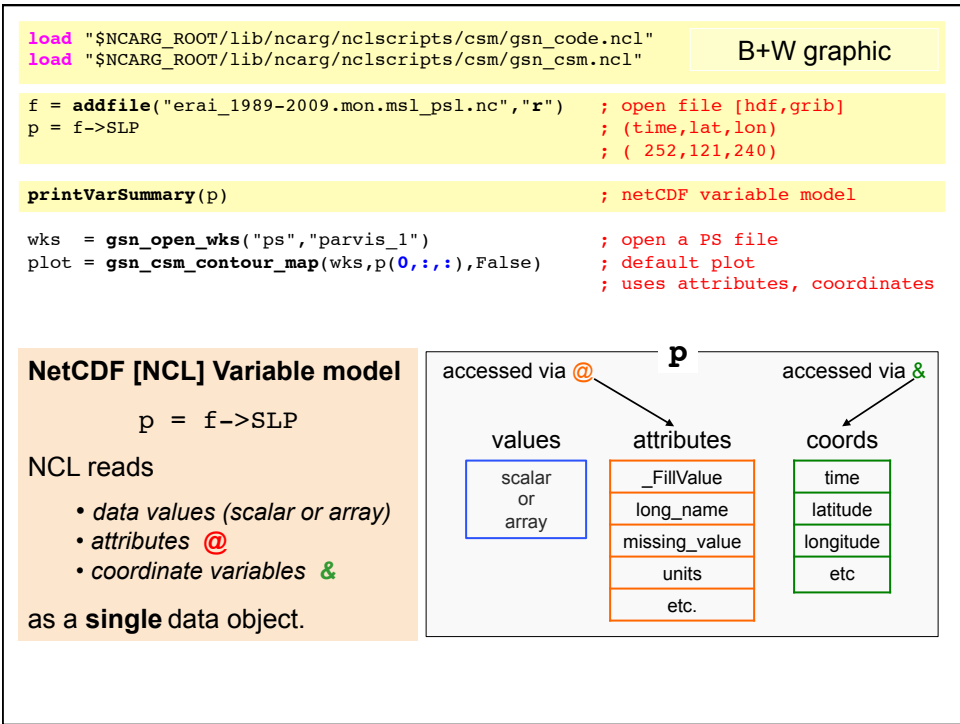 load "$NCARG_ROOT/lib/ncarg/nclscripts/csm/gsn_code.ncl"
load "$NCARG_ROOT/lib/ncarg/nclscripts/csm/gsn_csm.ncl"
B+W graphic
f = addfile("erai_1989-2009.mon.msl_psl.nc","r") ; open file [hdf,grib]
p = f->SLP ; (time,lat,lon)
; ( 252,121,240)
printVarSummary(p) ; netCDF variable model
wks = gsn_open_wks("ps","parvis_1") ; open a PS file
plot = gsn_csm_contour_map(wks,p(0,:,:),False) ; default plot
; uses attributes, coordinates
NetCDF [NCL] Variable model
p = f->SLP
NCL reads
• data values (scalar or array)
• attributes @
• coordinate variables &
as a single data object.
p
accessed via @
accessed via &
values
scalar
or
array
attributes
_FillValue
long_name
missing_value
units
etc.
coords
time
latitude
longitude
etc